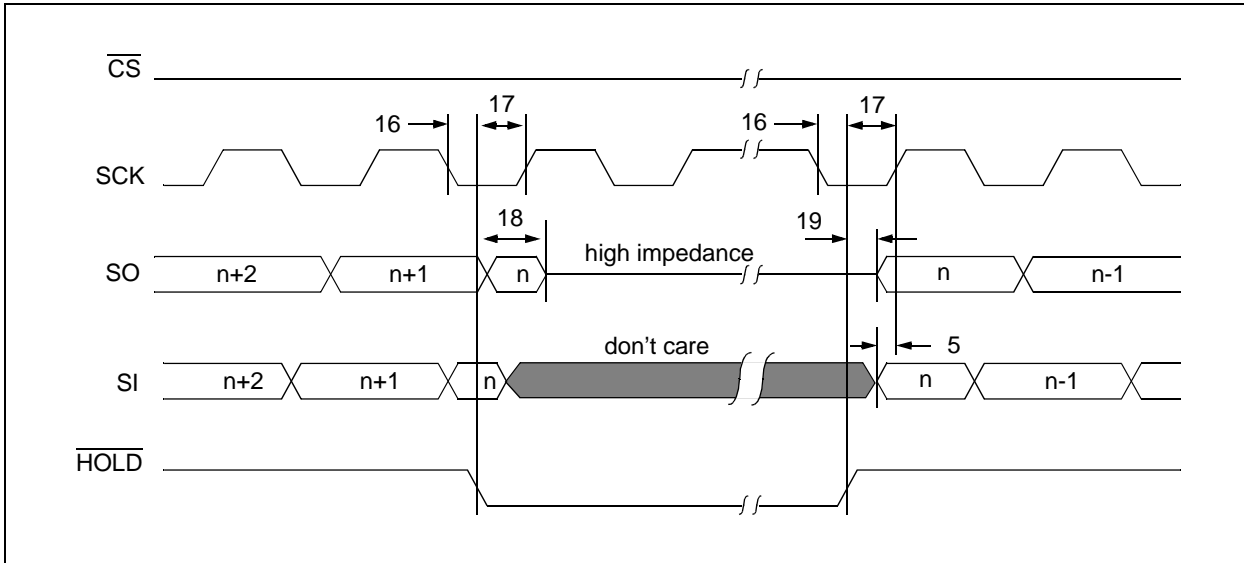 CS
16
17
16
17
SCK
18
19
SO
n+2
n+1
n
high impedance
n
n-1
don't care
5
SI
n+2
n+1
n
n
n-1
HOLD